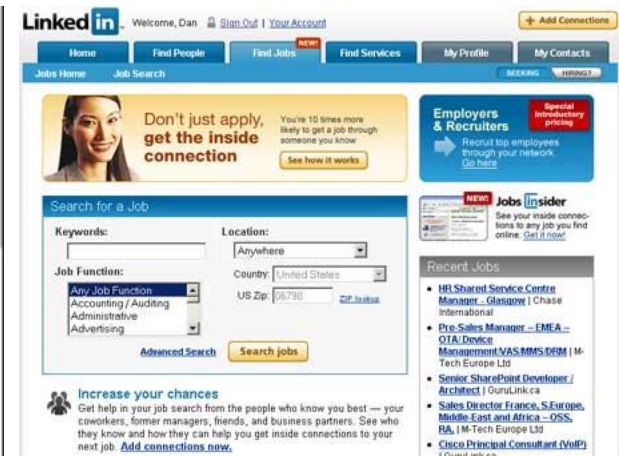 Linked in
Welcome, Dan Sign Out | Your Account
+ Add Connections
Home
Find People
Find Jobs
NEW!
Find Services
My Profile
My Contacts
Jobs Home
Job Search
SEEKING
HIRING?
Don't just apply,
get the inside
connection
You're 10 times more
likely to get a job through
someone you know
See how it works
Employers
& Recruiters
Special
introductory
pricing
Recruit top employees
through your network.
Go here
NEW!
Jobs Insider
See your inside connec-
tions to any job you find
online. Get it now!
Search for a Job
Keywords:
Location:
Anywhere
Country: United States
US Zip: 06790 ZIP lookup
Job Function:
Any Job Function
Accounting / Auditing
Administrative
Advertising
Advanced Search
Search jobs
Increase your chances
Get help in your job search from the people who know you best — your
coworkers, former managers, friends, and business partners. See who
they know and how they can help you get inside connections to your
next job. Add connections now.
Recent Jobs
HR Shared Service Centre
Manager - Glasgow | Chase
International
Pre-Sales Manager – EMEA –
OTA/Device
Management/VAS/MMS/DRM | M-
Tech Europe Ltd
Senior SharePoint Developer /
Architect | GuruLink.ca
Sales Director France, S.Europe,
Middle-East and Africa – OSS,
RA, | M-Tech Europe Ltd
Cisco Principal Consultant (VoIP)
| GuruLink.ca